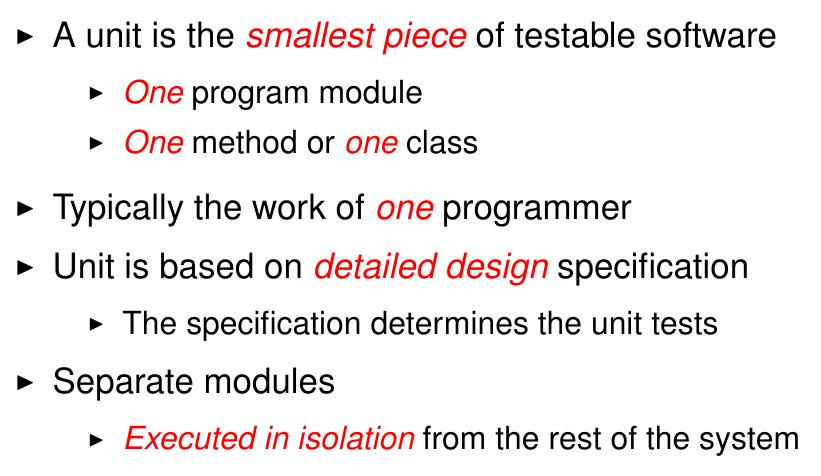 A unit is the smallest piece of testable software
One program module
One method or one class
Typically the work of one programmer
Unit is based on detailed design specification
The specification determines the unit tests
Separate modules
Executed in isolation from the rest of the system